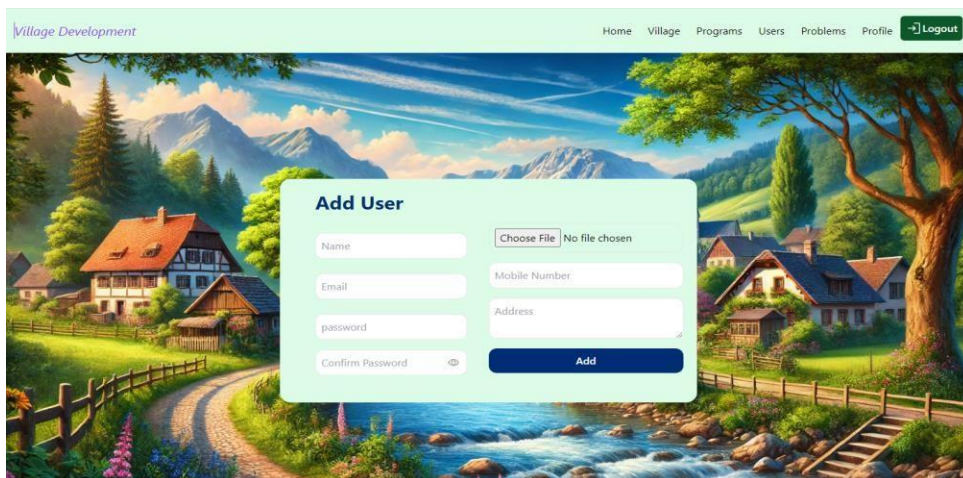 Village Development
Home Village Programs Users Problems Profile Logout
Add User
Name
Email
password
Confirm Password
Choose File No file chosen
Mobile Number
Address
Add